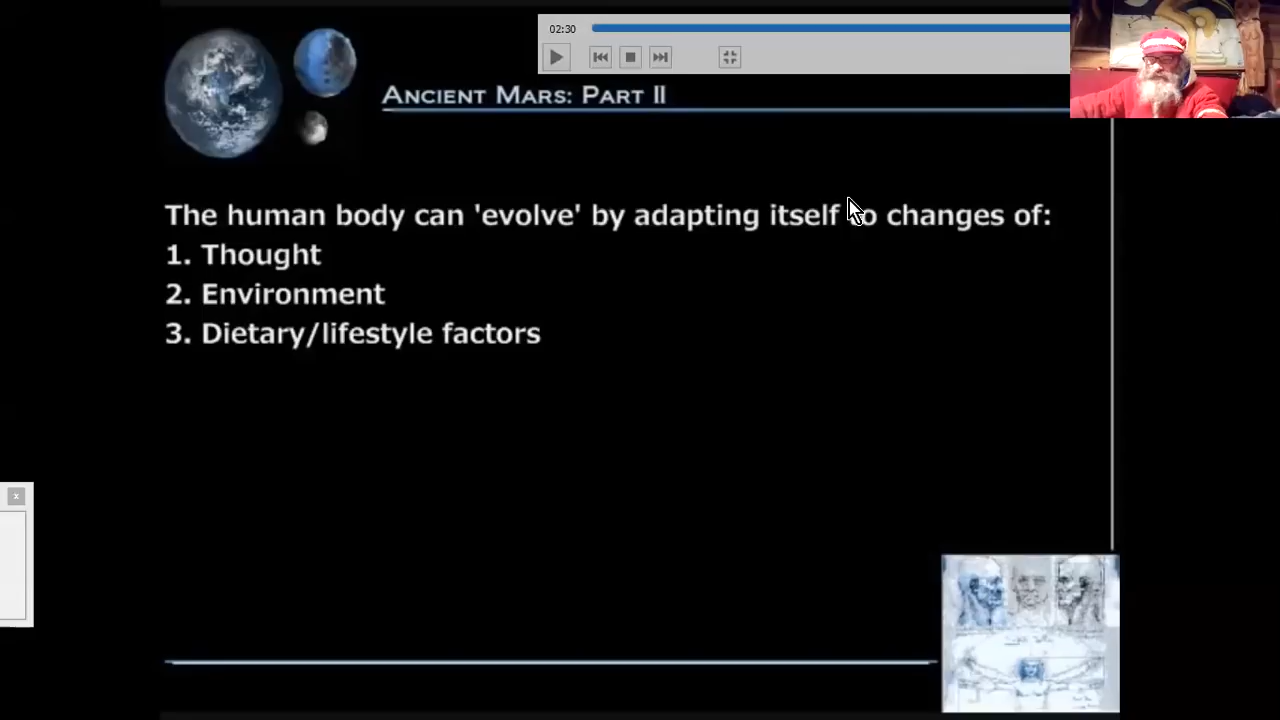 02:30
ANCIENT MARS: PART II
The human body can 'evolve' by adapting itself to changes of:
1. Thought
2. Environment
3. Dietary/lifestyle factors
x